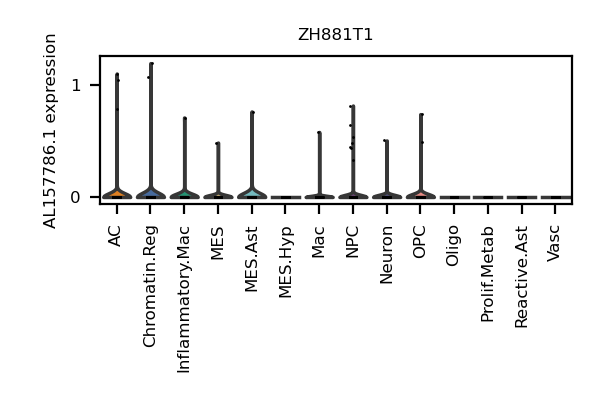 ZH881T1
AL157786.1 expression
1
0
AC
Chromatin.Reg
Inflammatory.Mac
MES
MES.Ast
MES.Hyp
Mac
NPC
Neuron
OPC
Oligo
Prolif.Metab
Reactive.Ast
Vasc